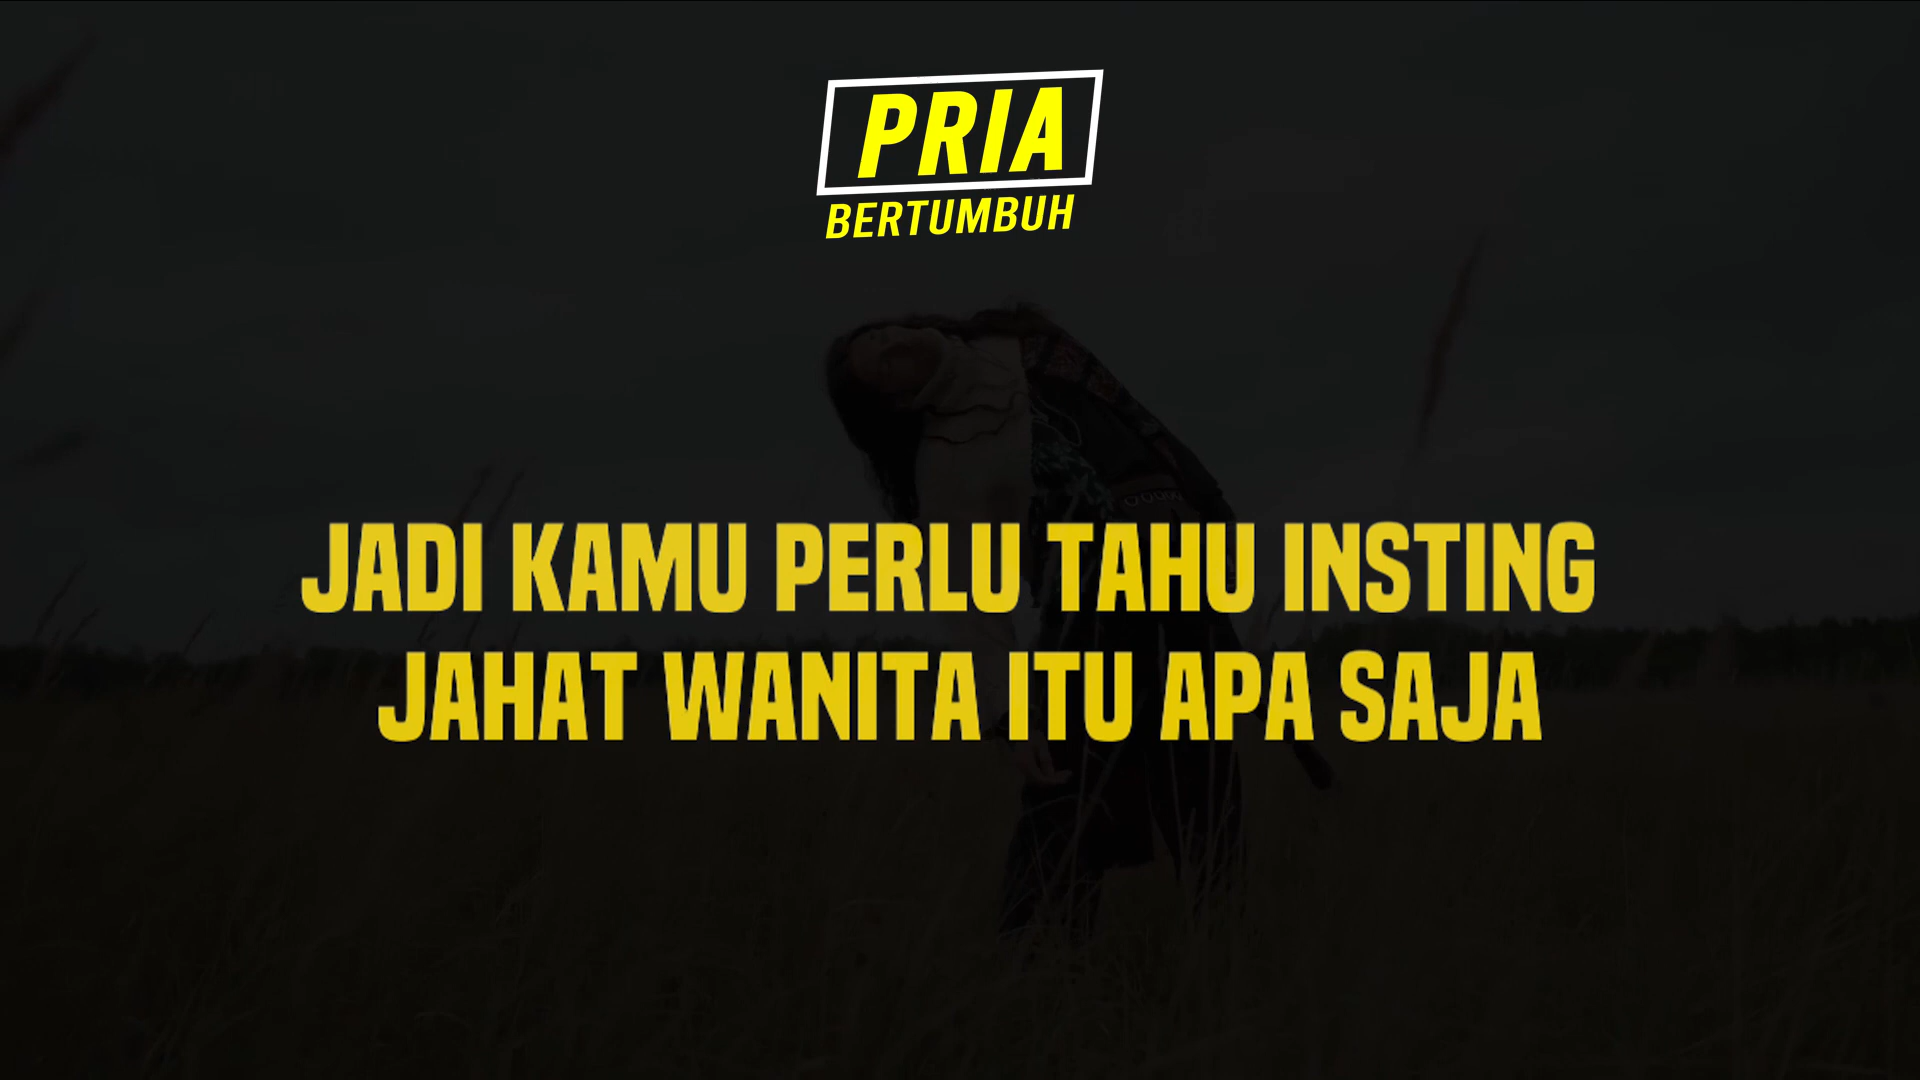 PRIA
BERTUMBUH
JADI KAMU PERLU TAHU INSTING
JAHAT WANITA ITU APA SAJA